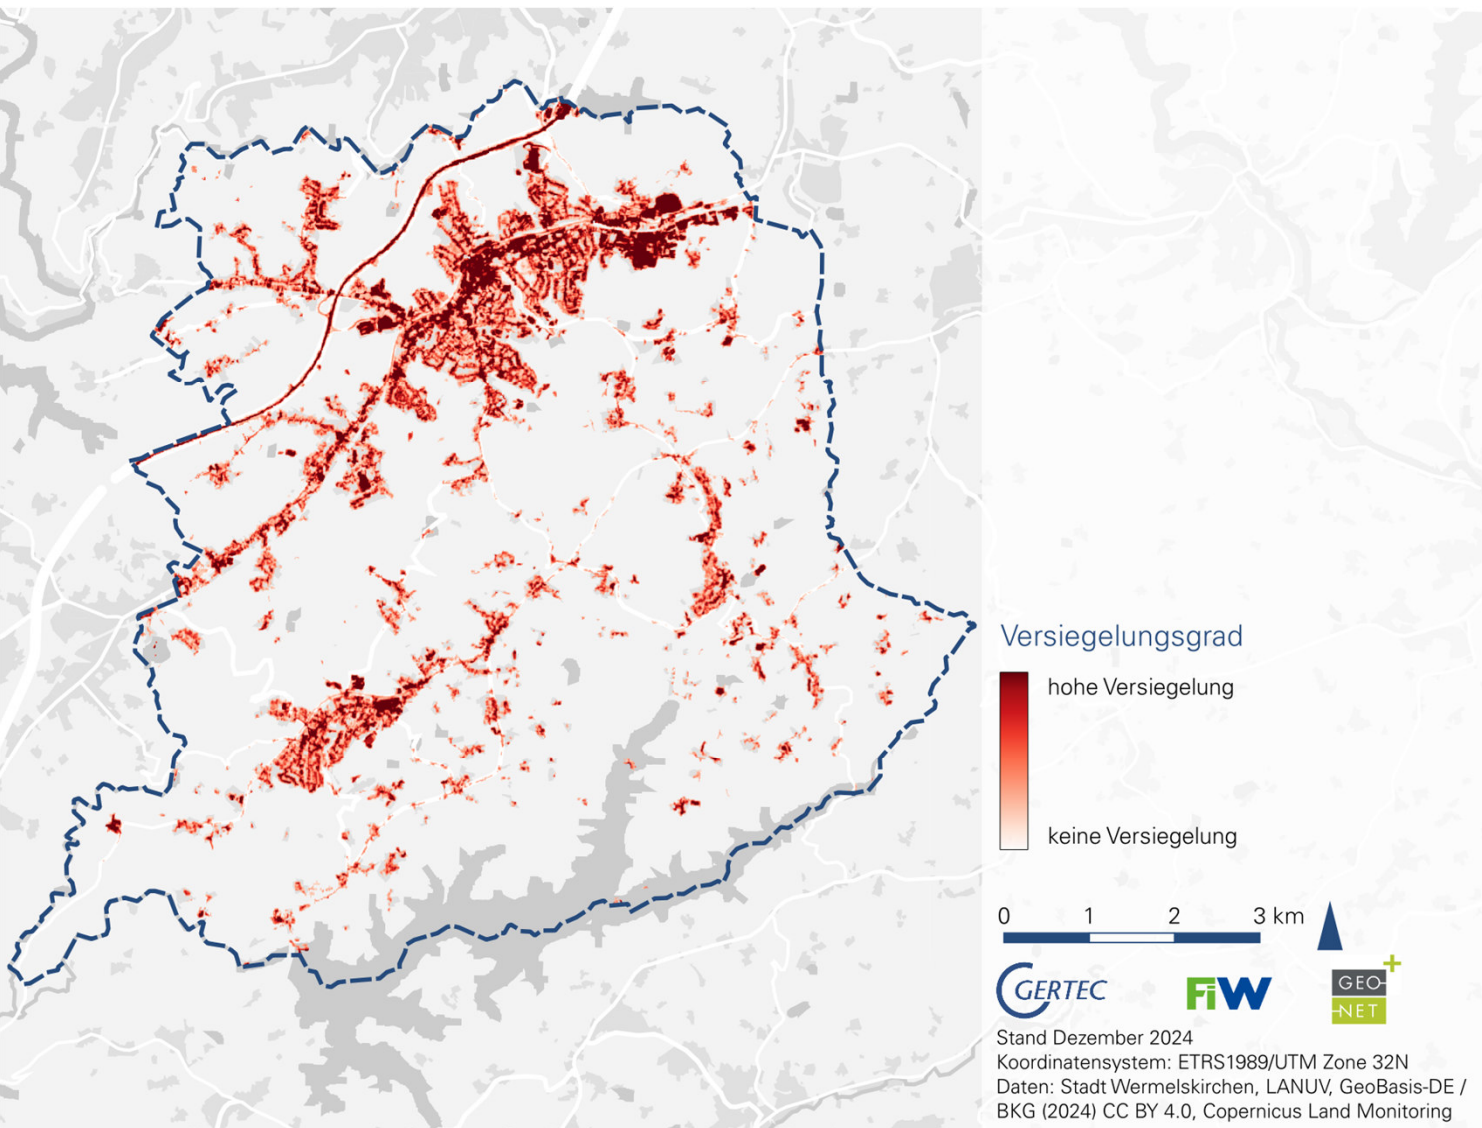 Versiegelungsgrad
hohe Versiegelung
keine Versiegelung
0 1 2 3 km
GERTEC FiW GEO+
NET
Stand Dezember 2024
Koordinatensystem: ETRS1989/UTM Zone 32N
Daten: Stadt Wermelskirchen, LANUV, GeoBasis-DE /
BKG (2024) CC BY 4.0, Copernicus Land Monitoring